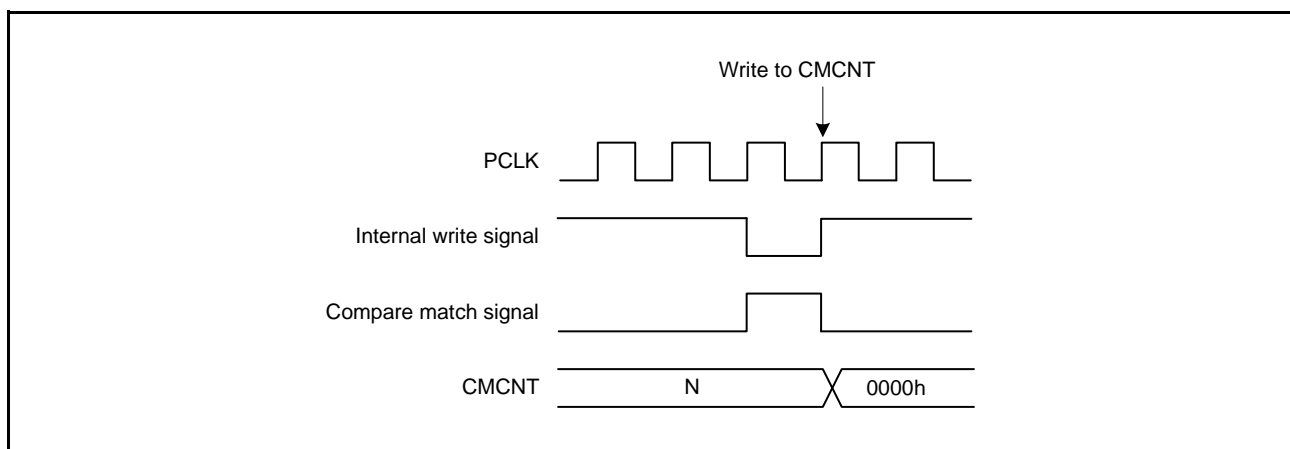 Write to CMCNT
PCLK
Internal write signal
Compare match signal
CMCNT
N
0000h